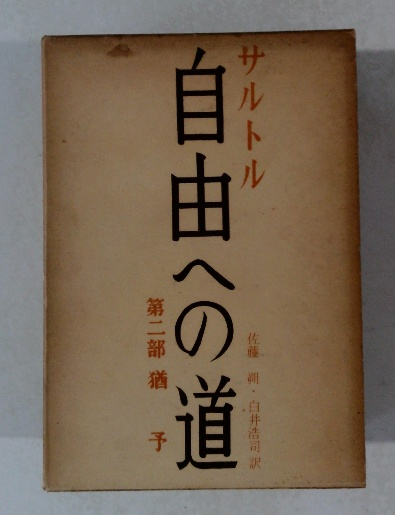 サルトル
自由への道
第二部 猶予
佐藤 朔・白井浩司訳